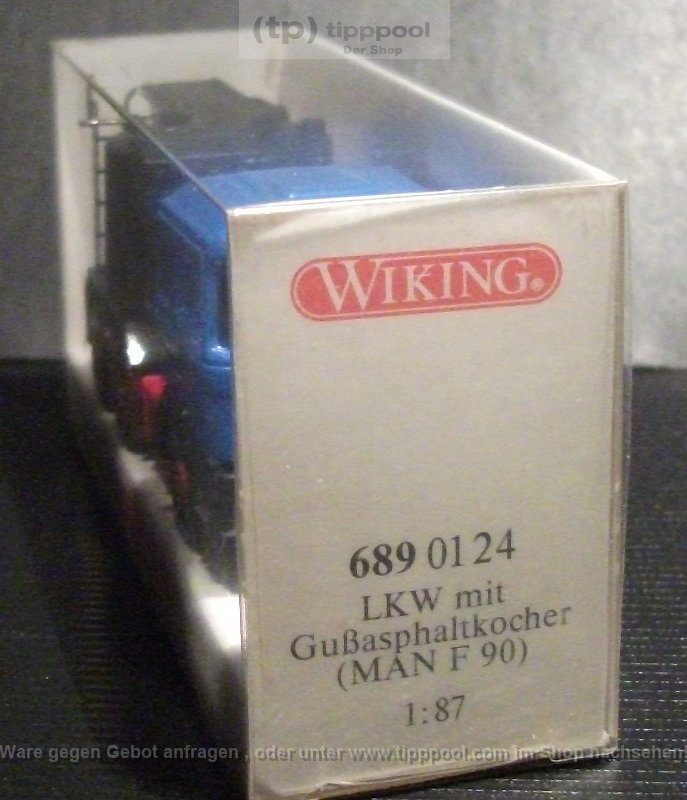 (tp) tipppool
Der Shop
WIKING®
689 01 24
LKW mit
Gußasphaltkocher
(MAN F 90)
1:87
Ware gegen Gebot anfragen , oder unter www.tipppool.com im shop nachsehen!